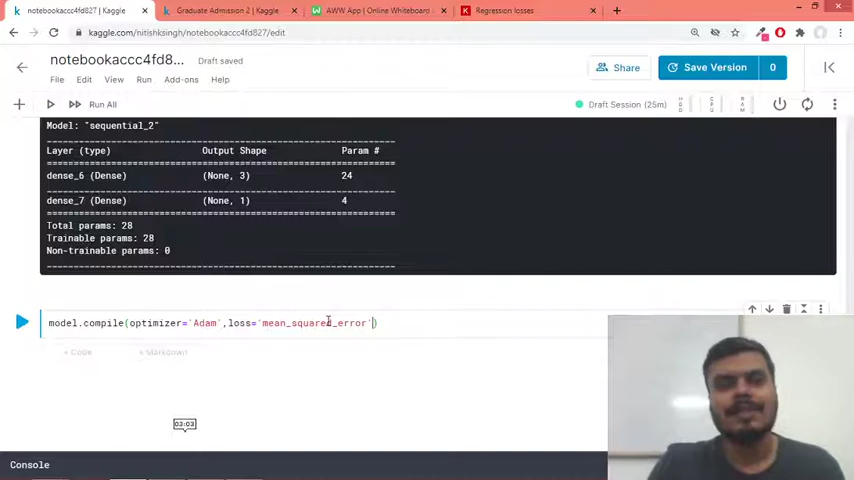 notebookaccc4fd827 | Kaggle
Graduate Admission 2 | Kaggle
AWW App | Online Whiteboard
Regression losses
kaggle.com/nitishksingh/notebookaccc4fd827/edit
notebookaccc4fd8... Draft saved
Share
Save Version 0
File Edit View Run Add-ons Help
Run All
Draft Session (25m)
Model: "sequential_2"
Layer (type) Output Shape Param #
dense_6 (Dense) (None, 3) 24
dense_7 (Dense) (None, 1) 4
Total params: 28
Trainable params: 28
Non-trainable params: 0
model.compile(optimizer='Adam',loss='mean_squared_error')
+ Code + Markdown
03:03
Console